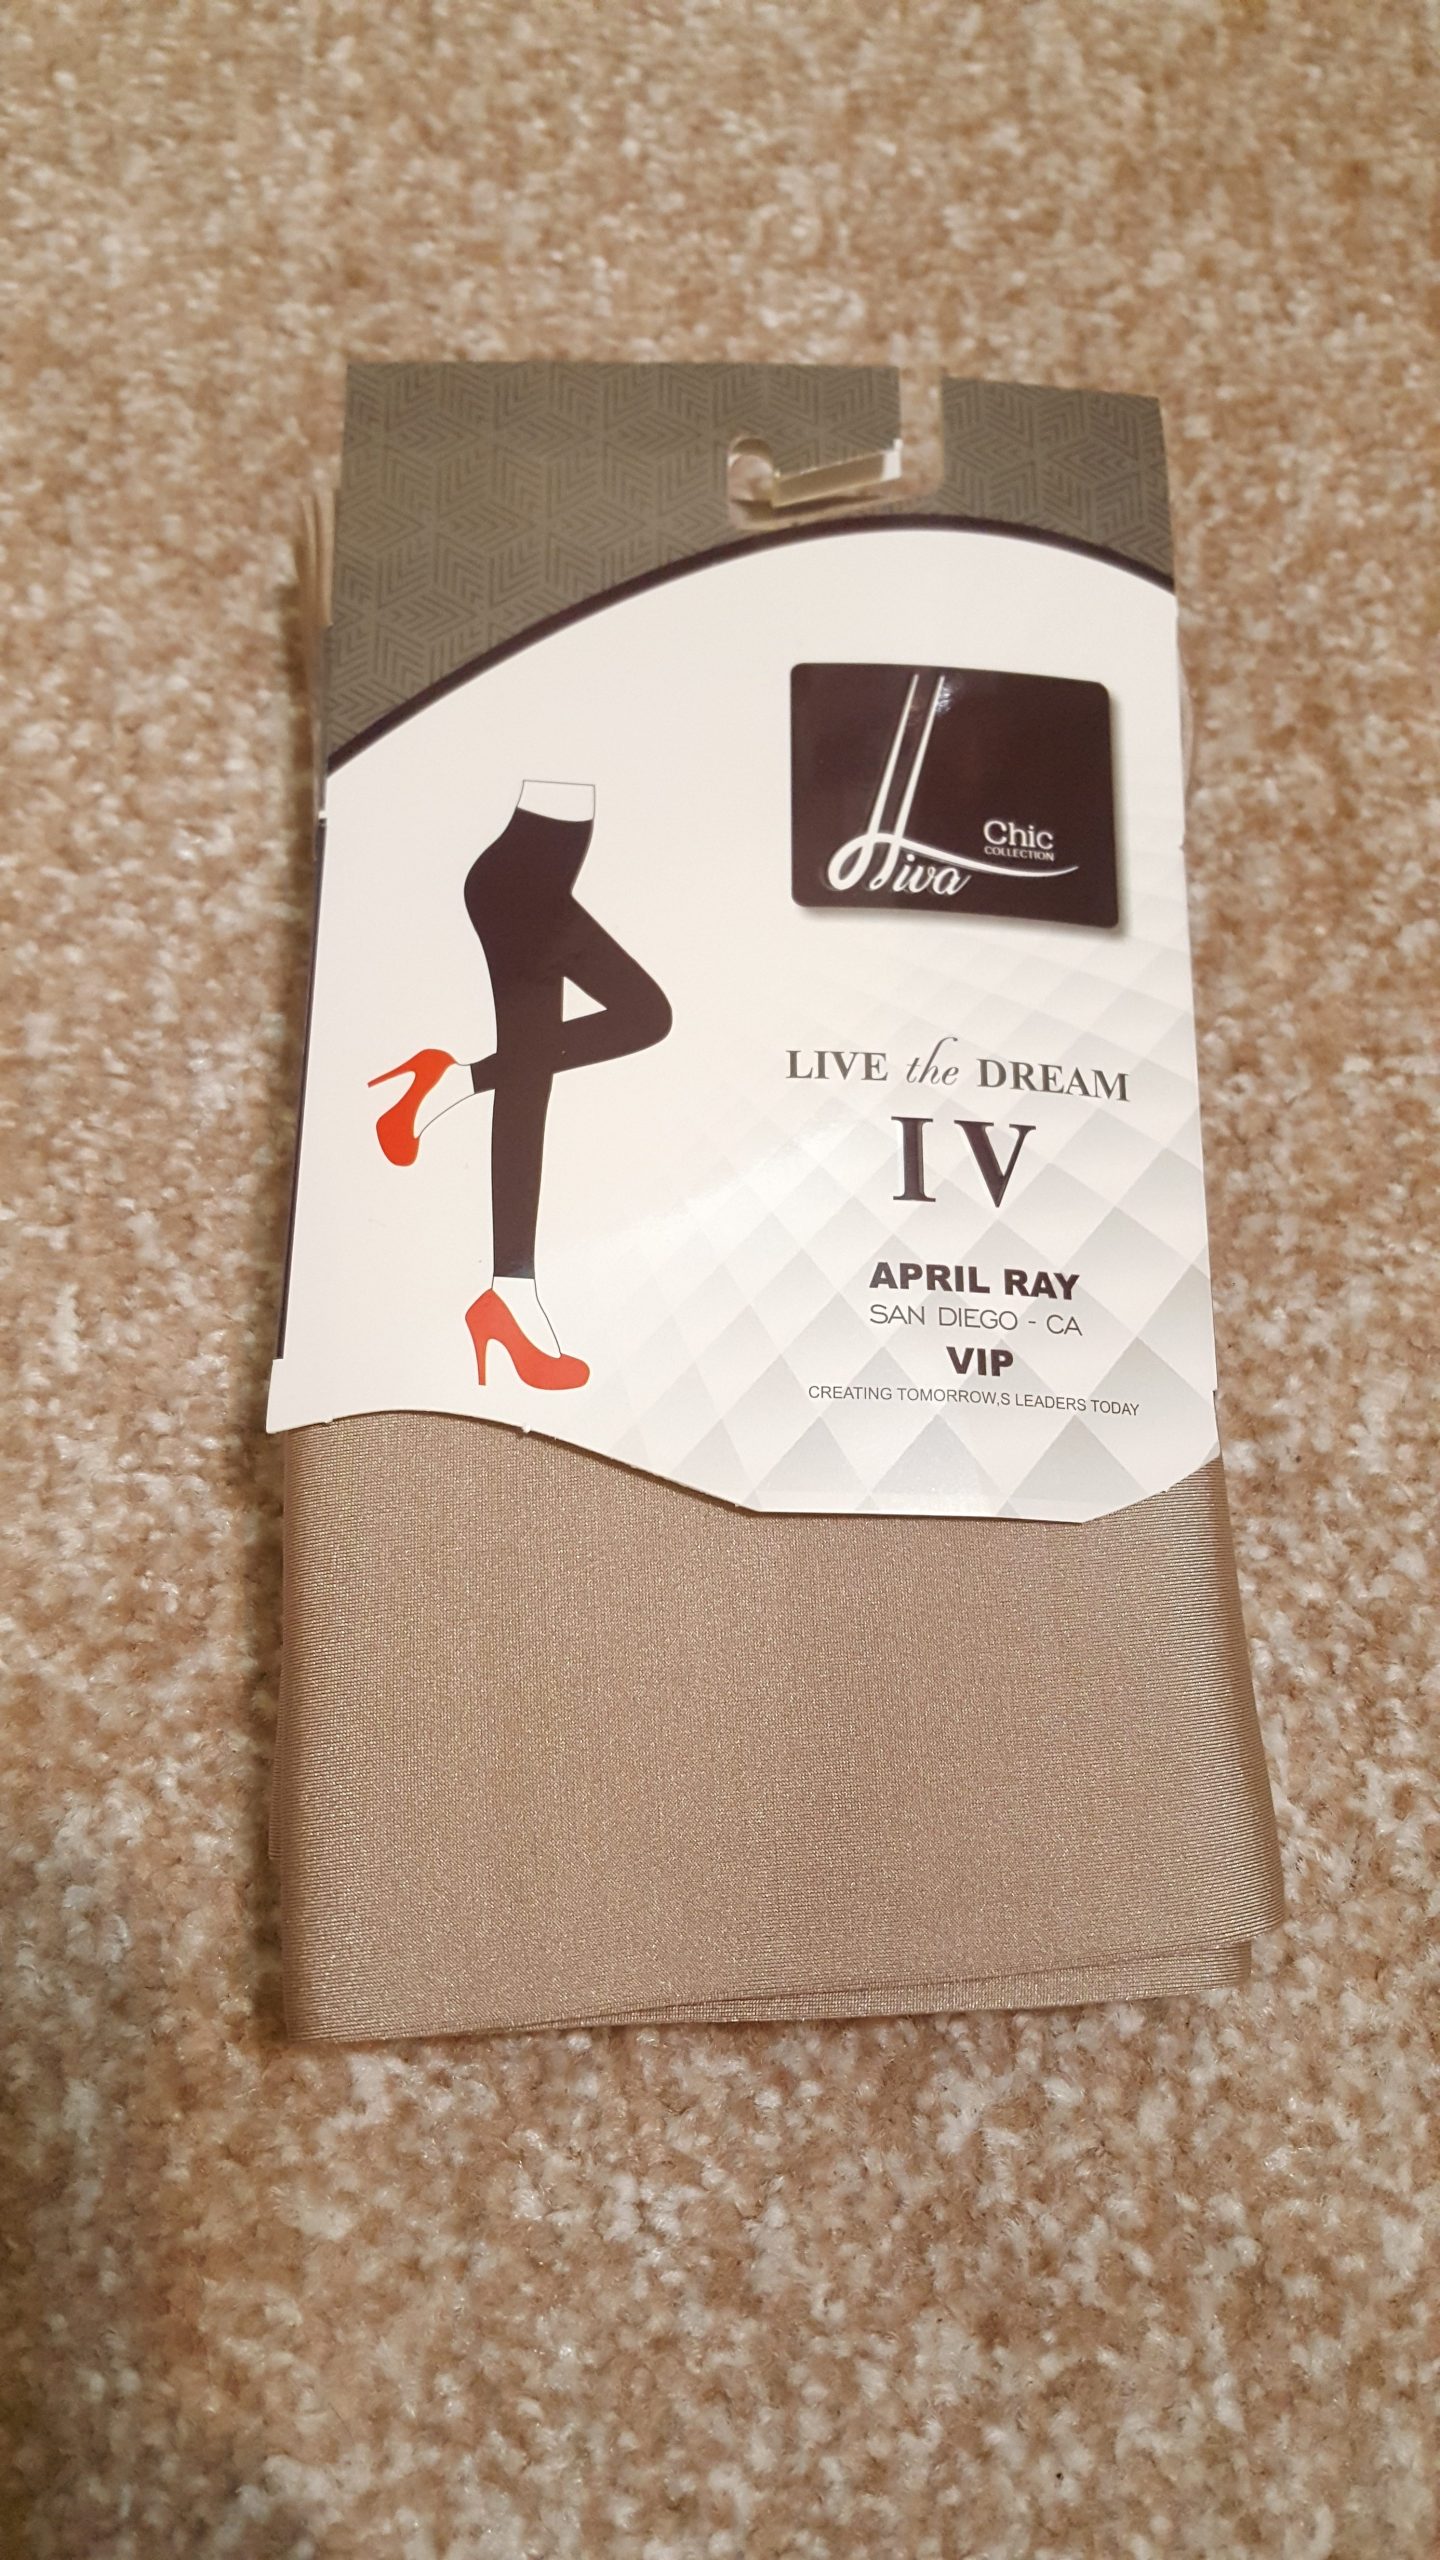 Diva
Chic
COLLECTION
LIVE the DREAM
IV
APRIL RAY
SAN DIEGO - CA
VIP
CREATING TOMORROW,S LEADERS TODAY